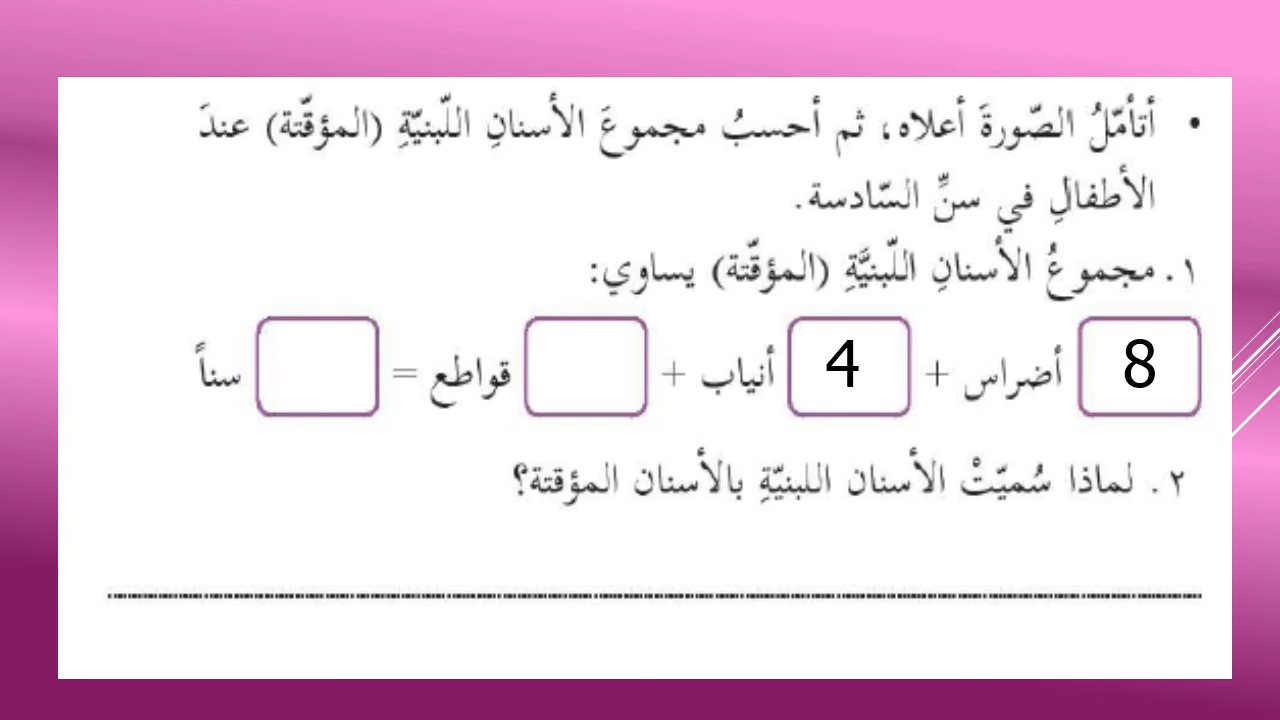 • أتأمّلُ الصّورةَ أعلاه، ثم أحسبُ مجموعَ الأسنانِ اللّبنيّةِ (المؤقّتة) عندَ
الأطفالِ في سنِّ السّادسة.
١. مجموعُ الأسنانِ اللّبنيَّةِ (المؤقّتة) يساوي:
8 أضراس + 4 أنياب + قواطع = سناً
٢. لماذا سُميّتْ الأسنان اللبنيّةِ بالأسنان المؤقتة؟